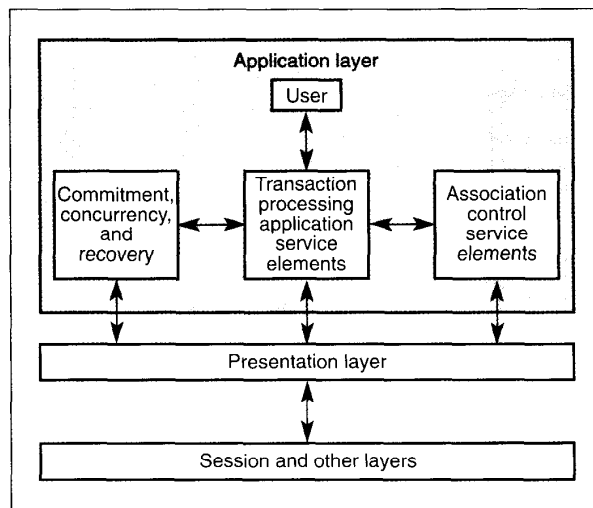 Application layer
User
Commitment,
concurrency,
and
recovery
Transaction
processing
application
service
elements
Association
control
service
elements
Presentation layer
Session and other layers